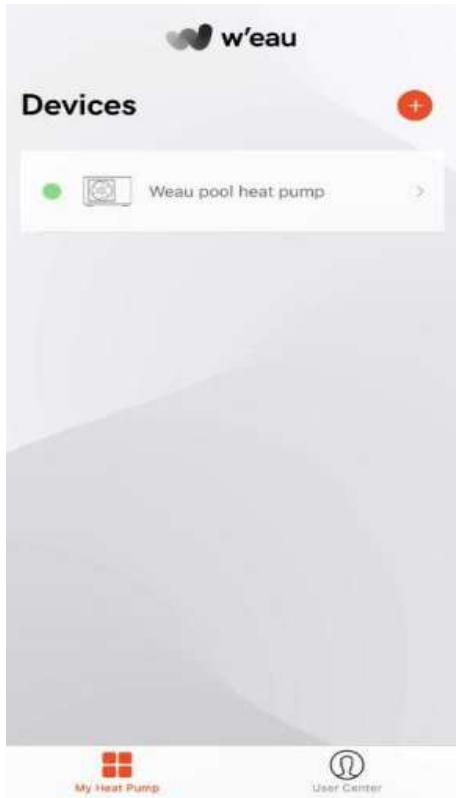 w'eau
Devices
Weau pool heat pump
My Heat Pump
User Center